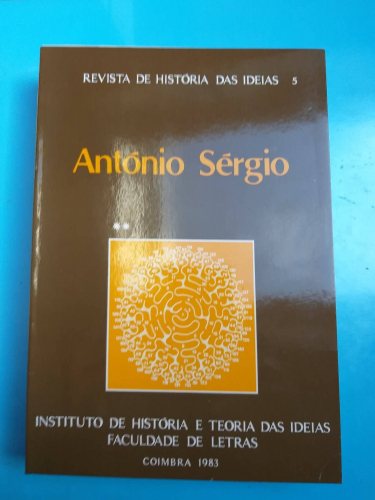 REVISTA DE HISTÓRIA DAS IDEIAS 5
António Sérgio
INSTITUTO DE HISTÓRIA E TEORIA DAS IDEIAS
FACULDADE DE LETRAS
COIMBRA 1983